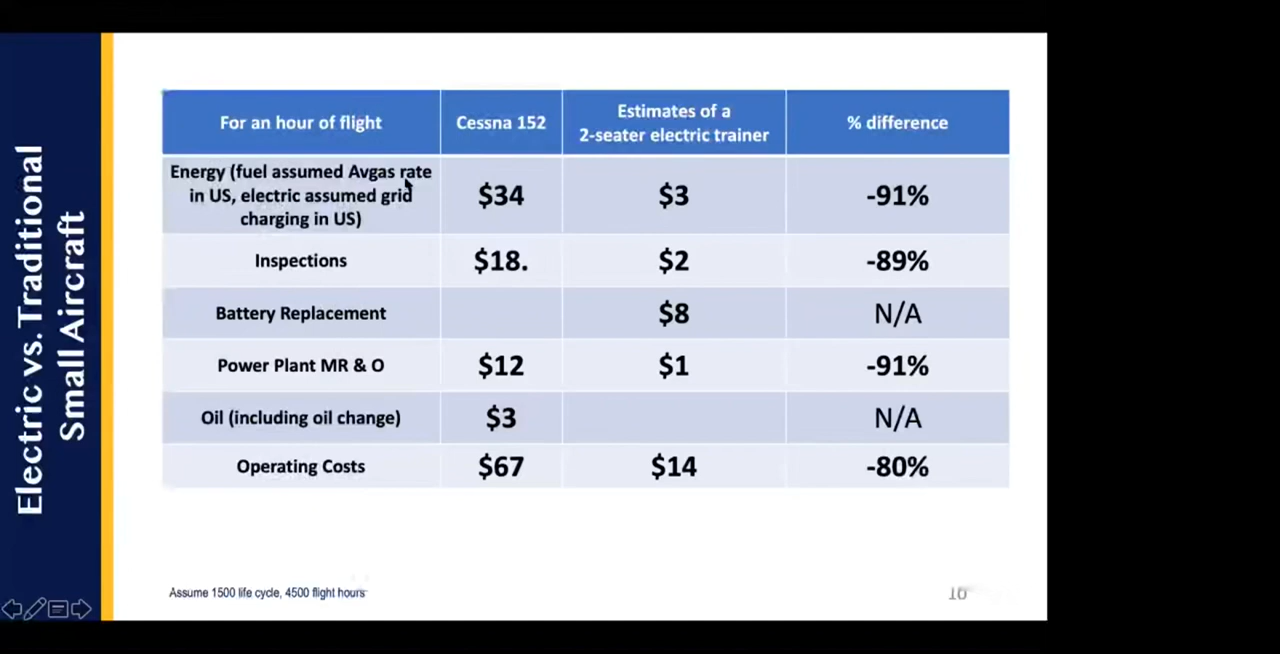 Electric vs. Traditional
Small Aircraft
For an hour of flight
Cessna 152
Estimates of a
2-seater electric trainer
% difference
Energy (fuel assumed Avgas rate
in US, electric assumed grid
charging in US)
$34
$3
-91%
Inspections
$18.
$2
-89%
Battery Replacement
$8
N/A
Power Plant MR & O
$12
$1
-91%
Oil (including oil change)
$3
N/A
Operating Costs
$67
$14
-80%
Assume 1500 life cycle, 4500 flight hours